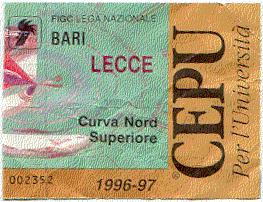 FIGC LEGA NAZIONALE
BARI
LECCE
Curva Nord
Superiore
002352
1996-97
CEPU
®
Per l'Università